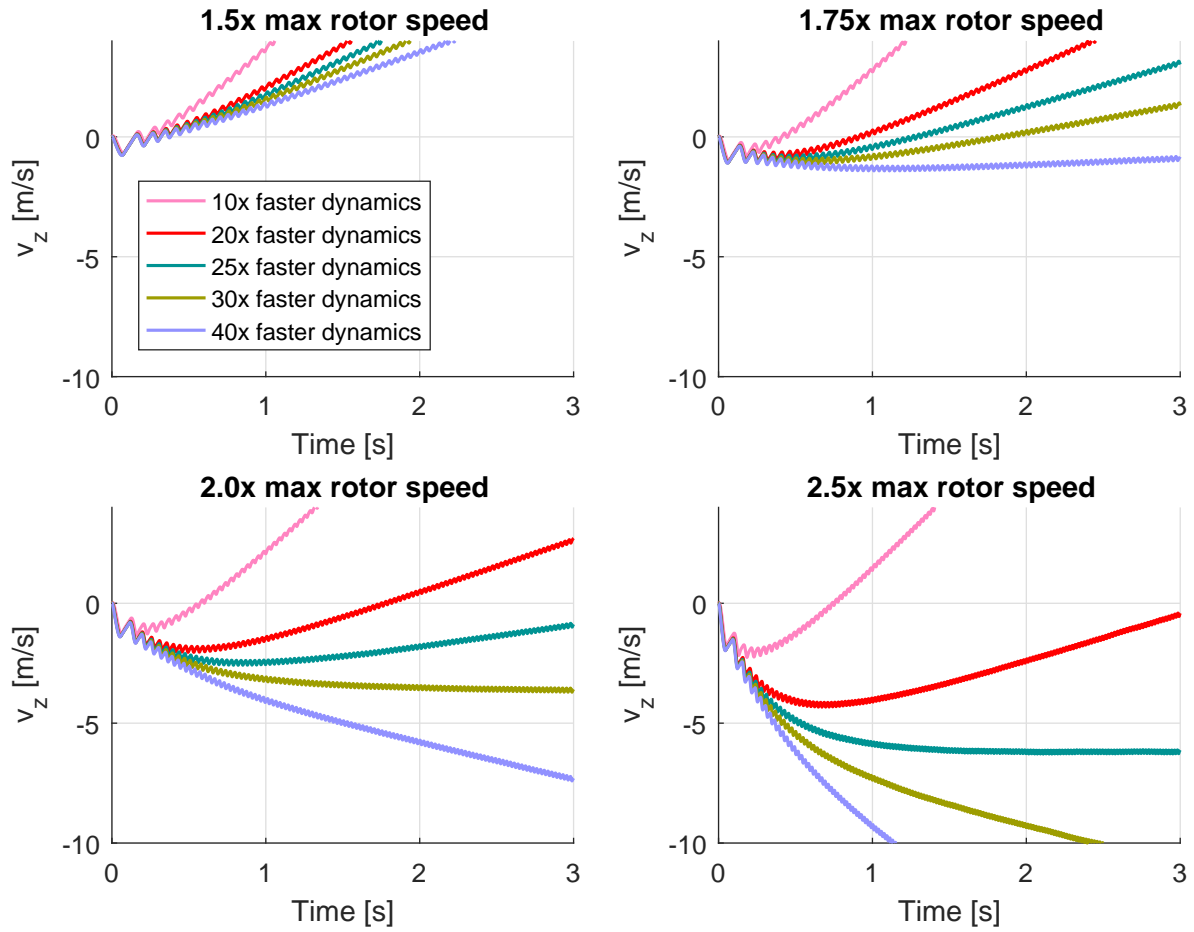 1.5x max rotor speed
0
-5
-10
v_z [m/s]
10x faster dynamics
20x faster dynamics
25x faster dynamics
30x faster dynamics
40x faster dynamics
0 1 2 3
Time [s]
1.75x max rotor speed
0
-5
-10
v_z [m/s]
0 1 2 3
Time [s]
2.0x max rotor speed
0
-5
-10
v_z [m/s]
0 1 2 3
Time [s]
2.5x max rotor speed
0
-5
-10
v_z [m/s]
0 1 2 3
Time [s]